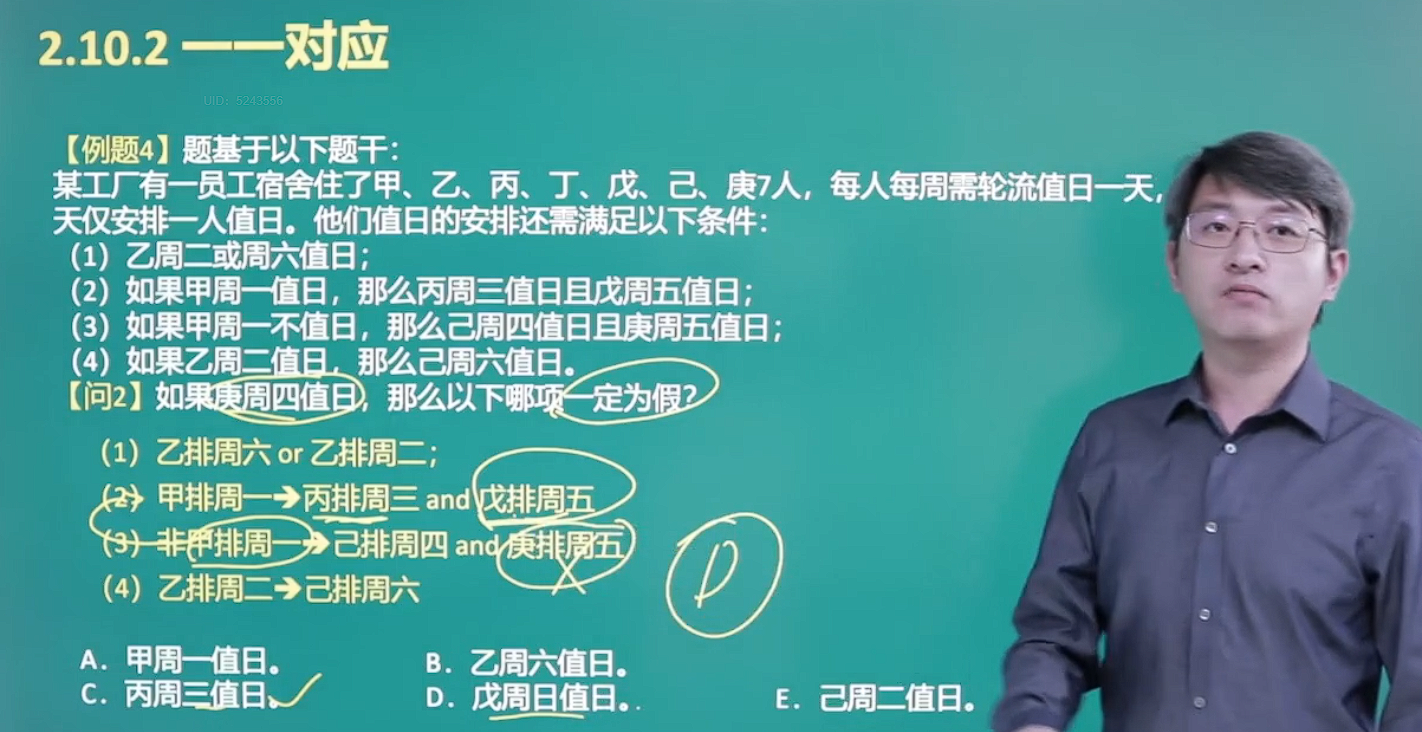 2.10.2 一一对应
UID：5243556
【例题4】题基于以下题干：
某工厂有一员工宿舍住了甲、乙、丙、丁、戊、己、庚7人，每人每周需轮流值日一天，
天仅安排一人值日。他们值日的安排还需满足以下条件：
（1）乙周二或周六值日；
（2）如果甲周一值日，那么丙周三值日且戊周五值日；
（3）如果甲周一不值日，那么己周四值日且庚周五值日；
（4）如果乙周二值日，那么己周六值日。
【问2】如果庚周四值日，那么以下哪项一定为假？
（1）乙排周六 or 乙排周二；
（2）甲排周一➔丙排周三 and 戊排周五
（3）非甲排周一➔己排周四 and 庚排周五
（4）乙排周二➔己排周六
D
A．甲周一值日。 B．乙周六值日。
C．丙周三值日。 D．戊周日值日。. E．己周二值日。